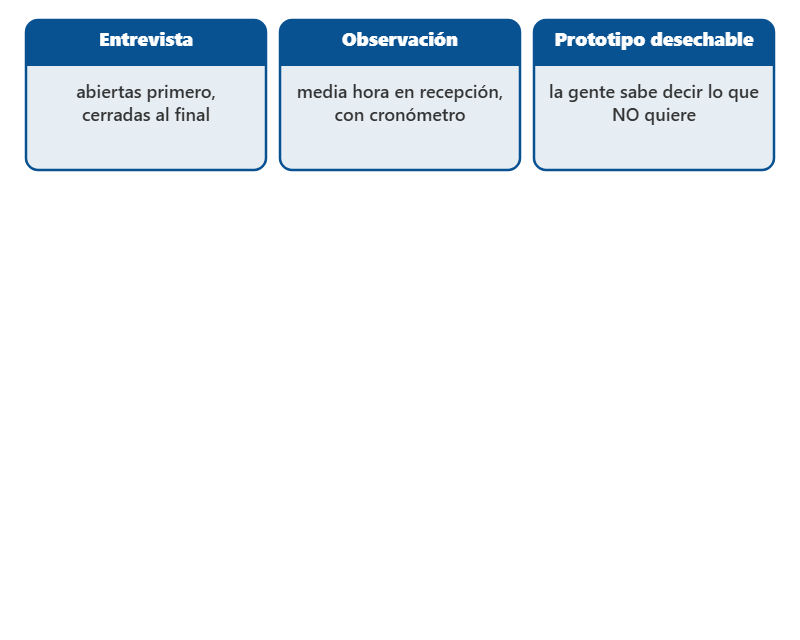 Entrevista
abiertas primero,
cerradas al final
Observación
media hora en recepción,
con cronómetro
Prototipo desechable
la gente sabe decir lo que
NO quiere